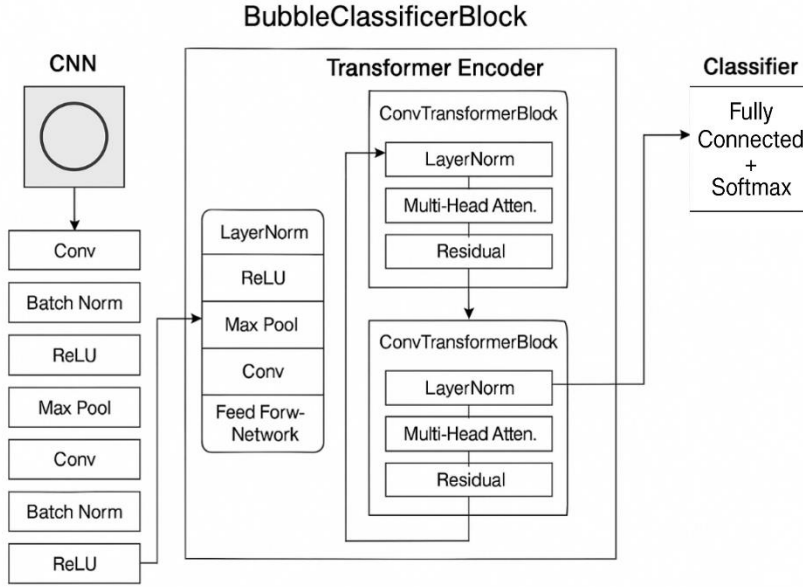 BubbleClassificerBlock
CNN
Conv
Batch Norm
ReLU
Max Pool
Conv
Batch Norm
ReLU
Transformer Encoder
LayerNorm
ReLU
Max Pool
Conv
Feed Forw-
Network
ConvTransformerBlock
LayerNorm
Multi-Head Atten.
Residual
ConvTransformerBlock
LayerNorm
Multi-Head Atten.
Residual
Classifier
Fully
Connected
+
Softmax